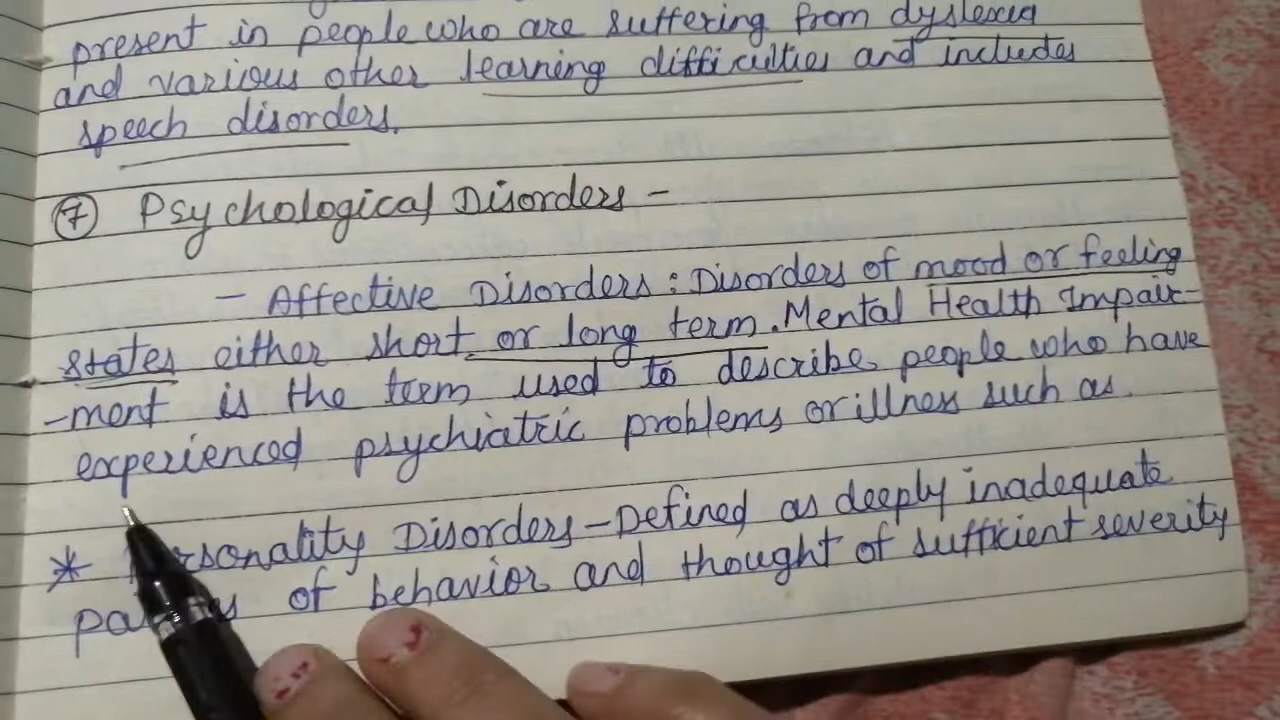 present in people who are suffering from dyslexia
and various other learning difficulties and includes
speech disorders.
⑦ Psychological Disorders -
- Affective Disorders : Disorders of mood or feeling
states either short or long term. Mental Health Impair
-ment is the term used to describe people who have
experienced psychiatric problems or illness such as.
* Personality Disorders - Defined as deeply inadequate
of behavior and thought of sufficient severity